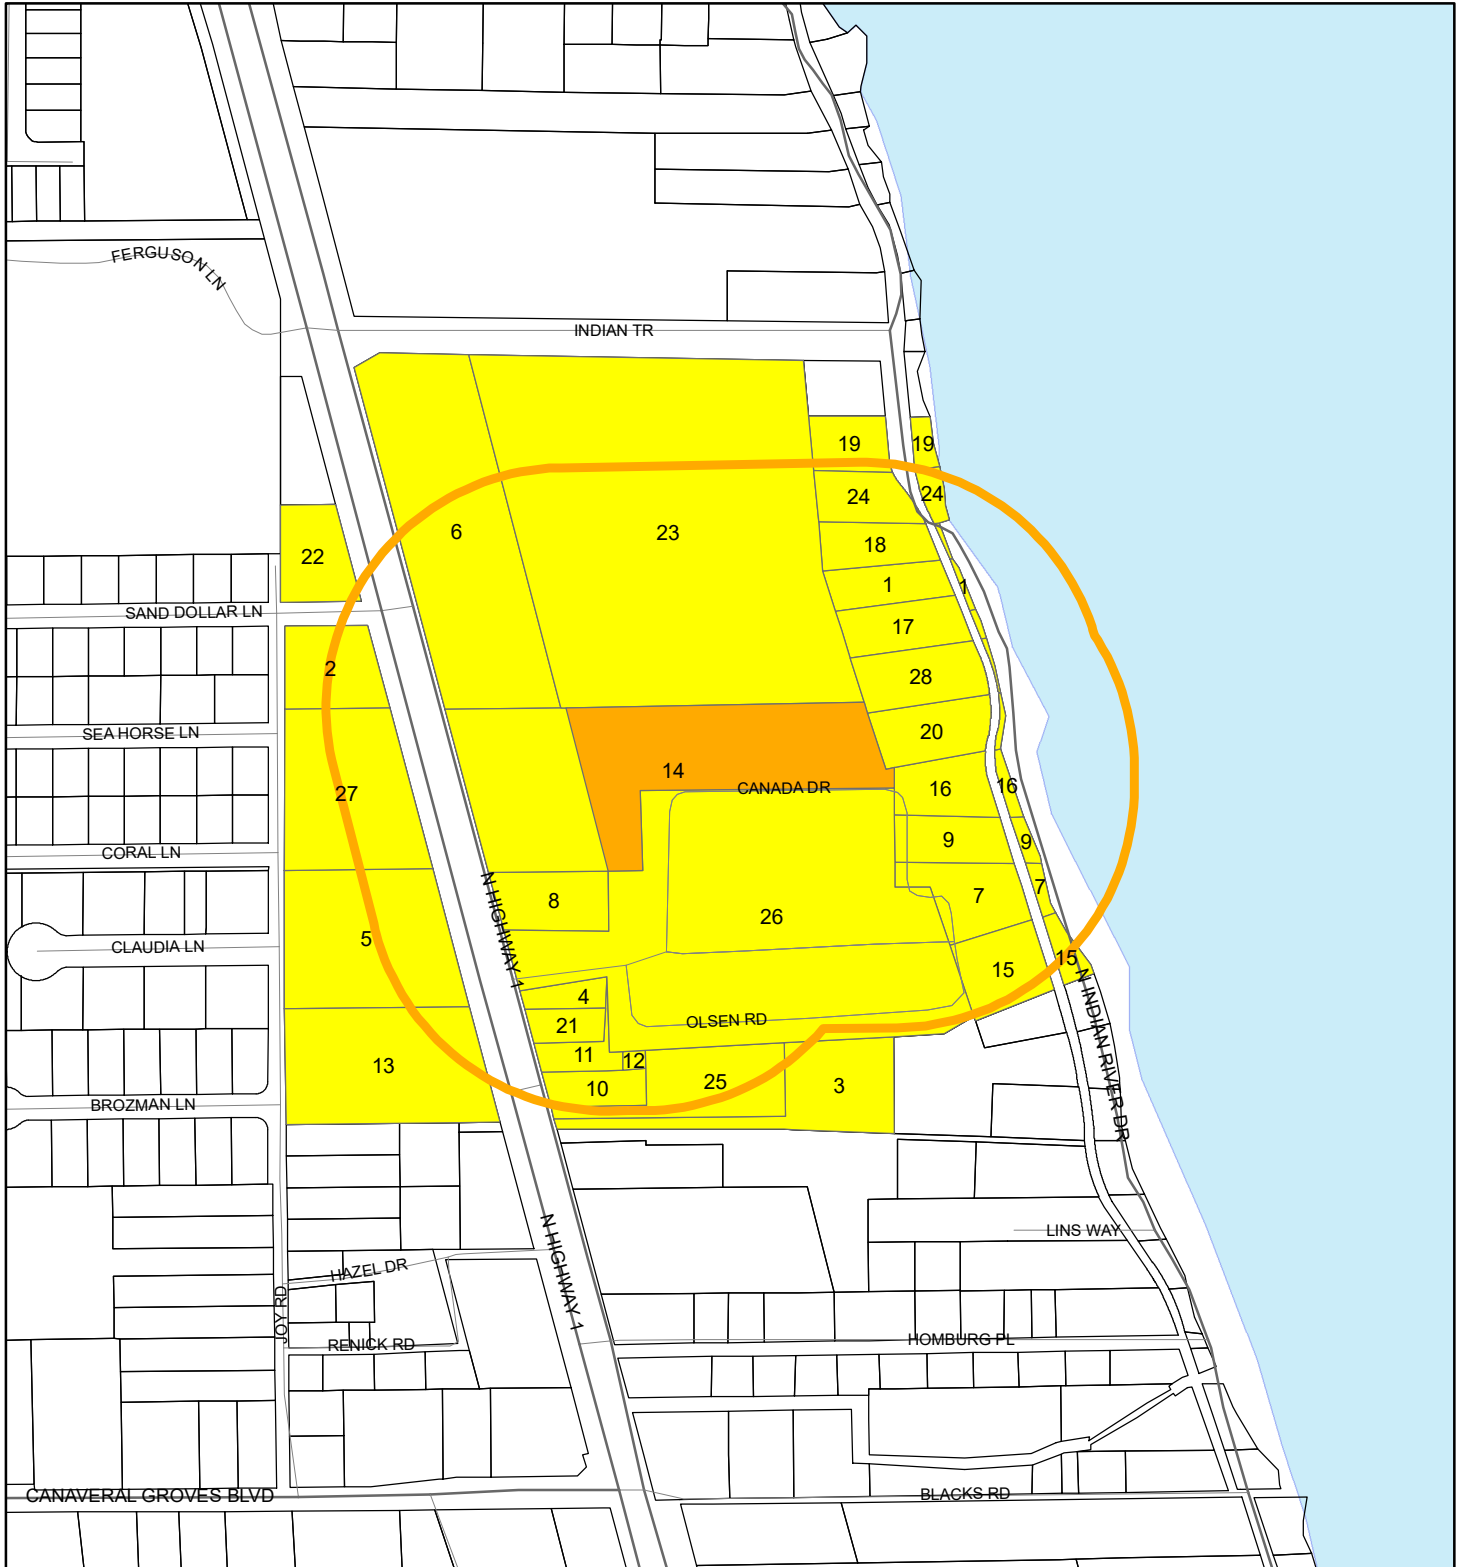 FERGUSON LN
INDIAN TR
19
19
24
24
6
23
18
22
1
1
SAND DOLLAR LN
17
2
28
SEA HORSE LN
20
14
CANADA DR
16
16
27
9
9
CORAL LN
7
7
8
N HIGHWAY 1
26
5
CLAUDIA LN
15
15
4
N INDIAN RIVER DR
OLSEN RD
21
11
12
13
25
3
10
BROZMAN LN
LINS WAY
N HIGHWAY 1
HAZEL DR
JOY RD
RENICK RD
HOMBURG PL
CANAVERAL GROVES BLVD
BLACKS RD